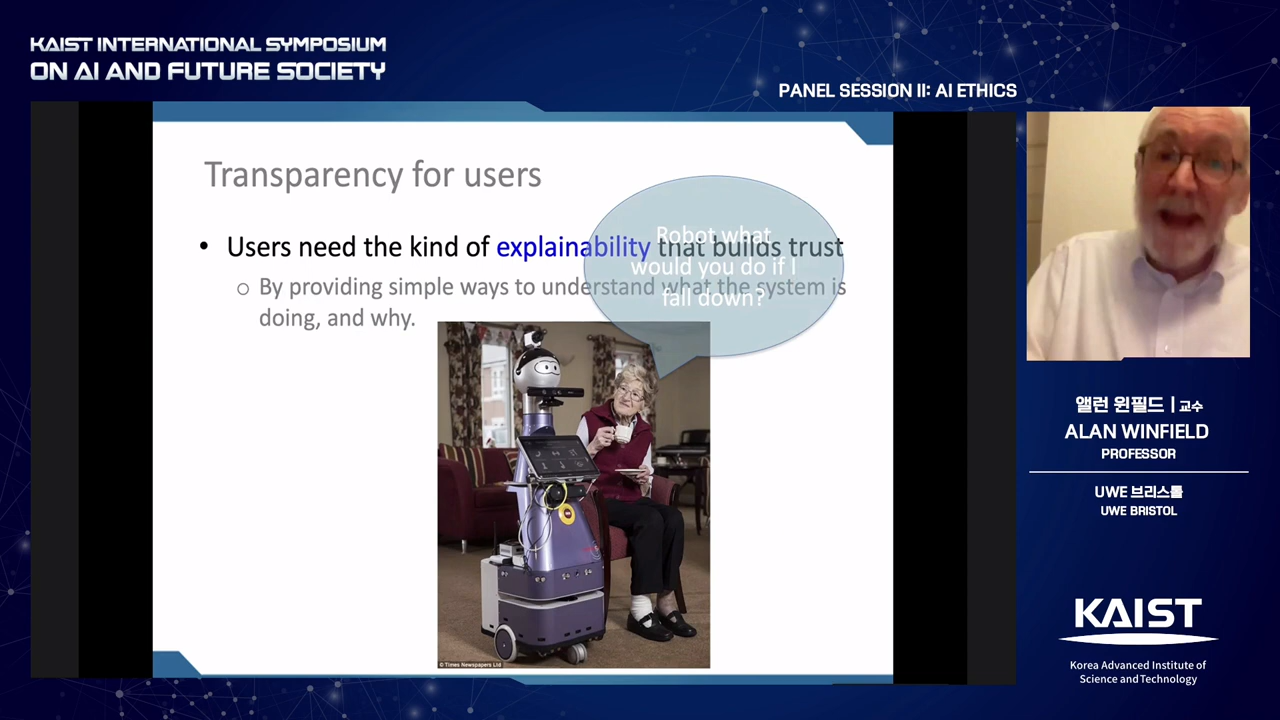 KAIST INTERNATIONAL SYMPOSIUM
ON AI AND FUTURE SOCIETY
PANEL SESSION II: AI ETHICS
Transparency for users
• Users need the kind of explainability that builds trust
○ By providing simple ways to understand what the system is
doing, and why.
Robot what
would you do if I
fall down?
© Times Newspapers Ltd
앨런 윈필드 | 교수
ALAN WINFIELD
PROFESSOR
UWE 브리스톨
UWE BRISTOL
KAIST
Korea Advanced Institute of
Science and Technology